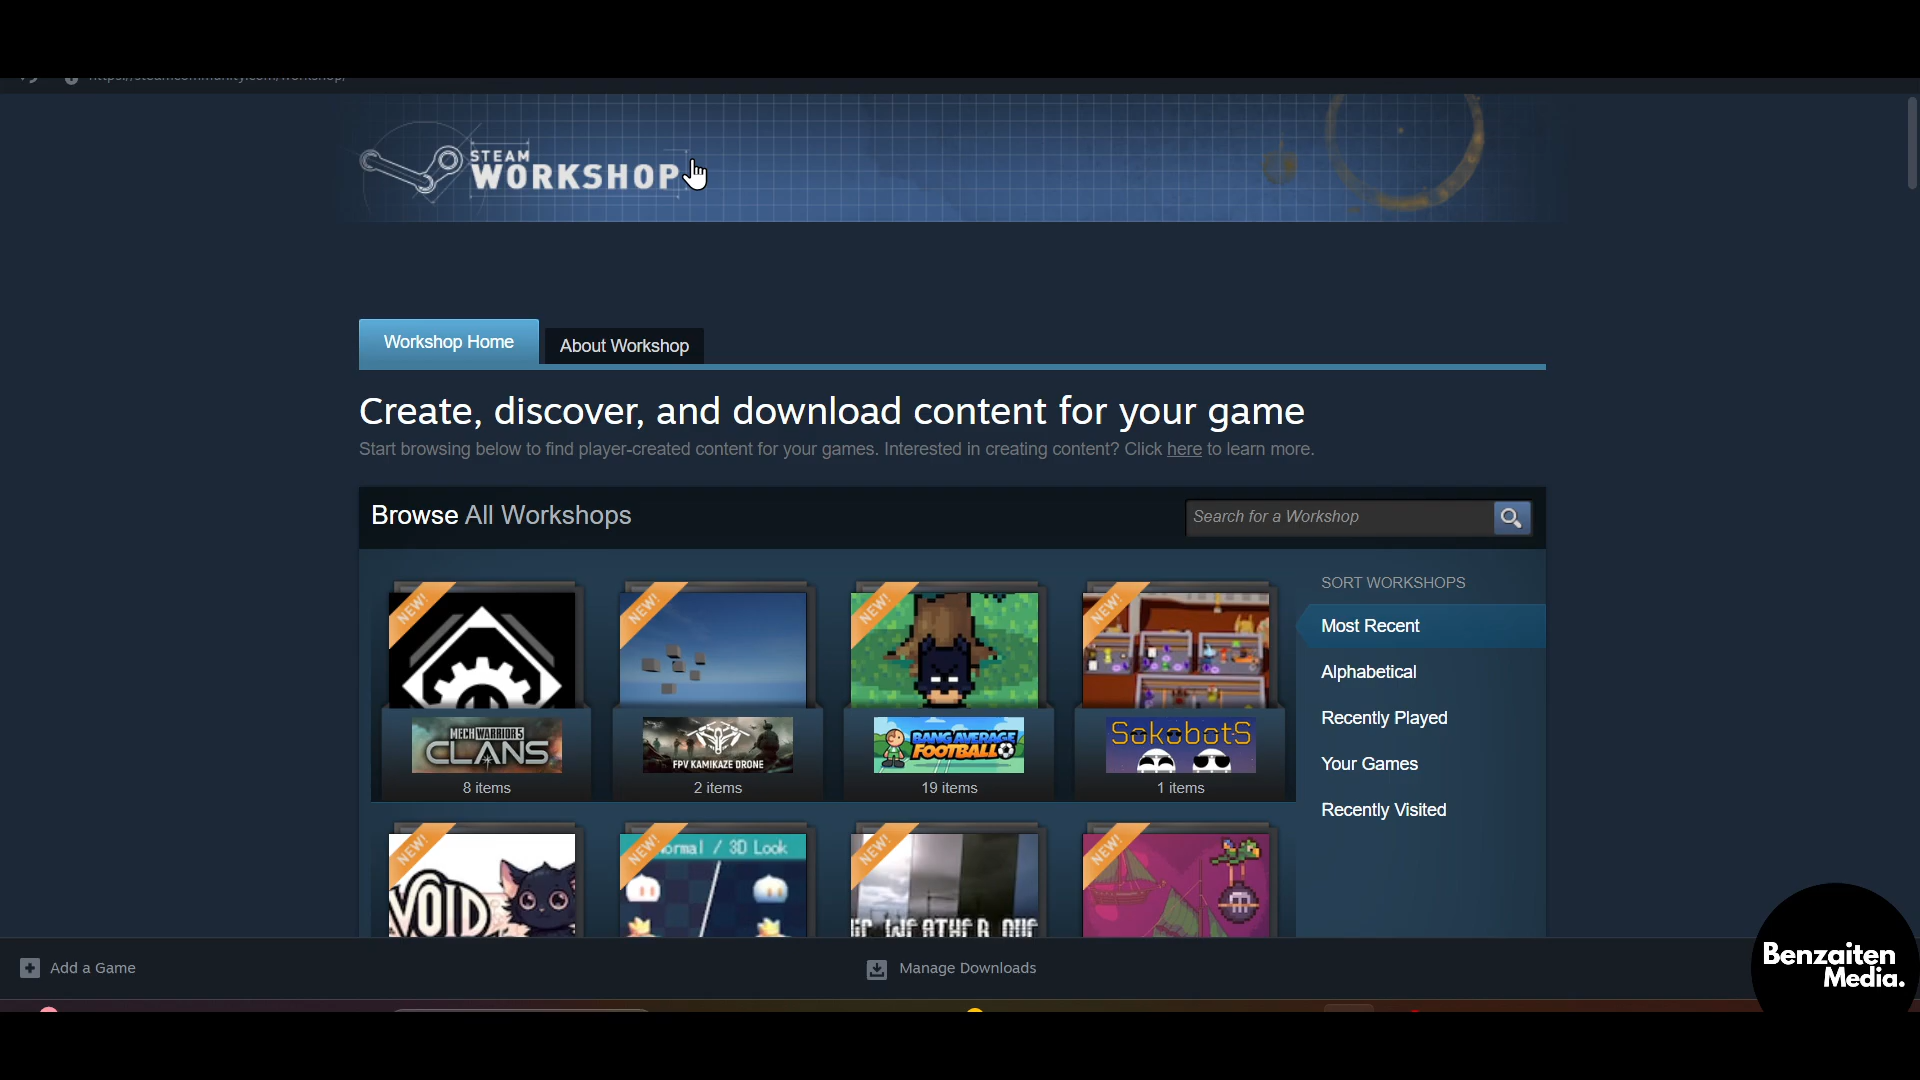 https://steamcommunity.com/workshop/
STEAM
WORKSHOP
Workshop Home
About Workshop
Create, discover, and download content for your game
Start browsing below to find player-created content for your games. Interested in creating content? Click here to learn more.
Browse All Workshops
Search for a Workshop
SORT WORKSHOPS
Most Recent
Alphabetical
Recently Played
Your Games
Recently Visited
NEW!
NEW!
NEW!
NEW!
MECHWARRIOR 5
CLANS
FPV KAMIKAZE DRONE
BANG AVERAGE
FOOTBALL
SokobotS
8 items
2 items
19 items
1 items
NEW!
NEW!
NEW!
NEW!
VOID
ormal / 3D Look
Add a Game
Manage Downloads
Benzaiten
Media.